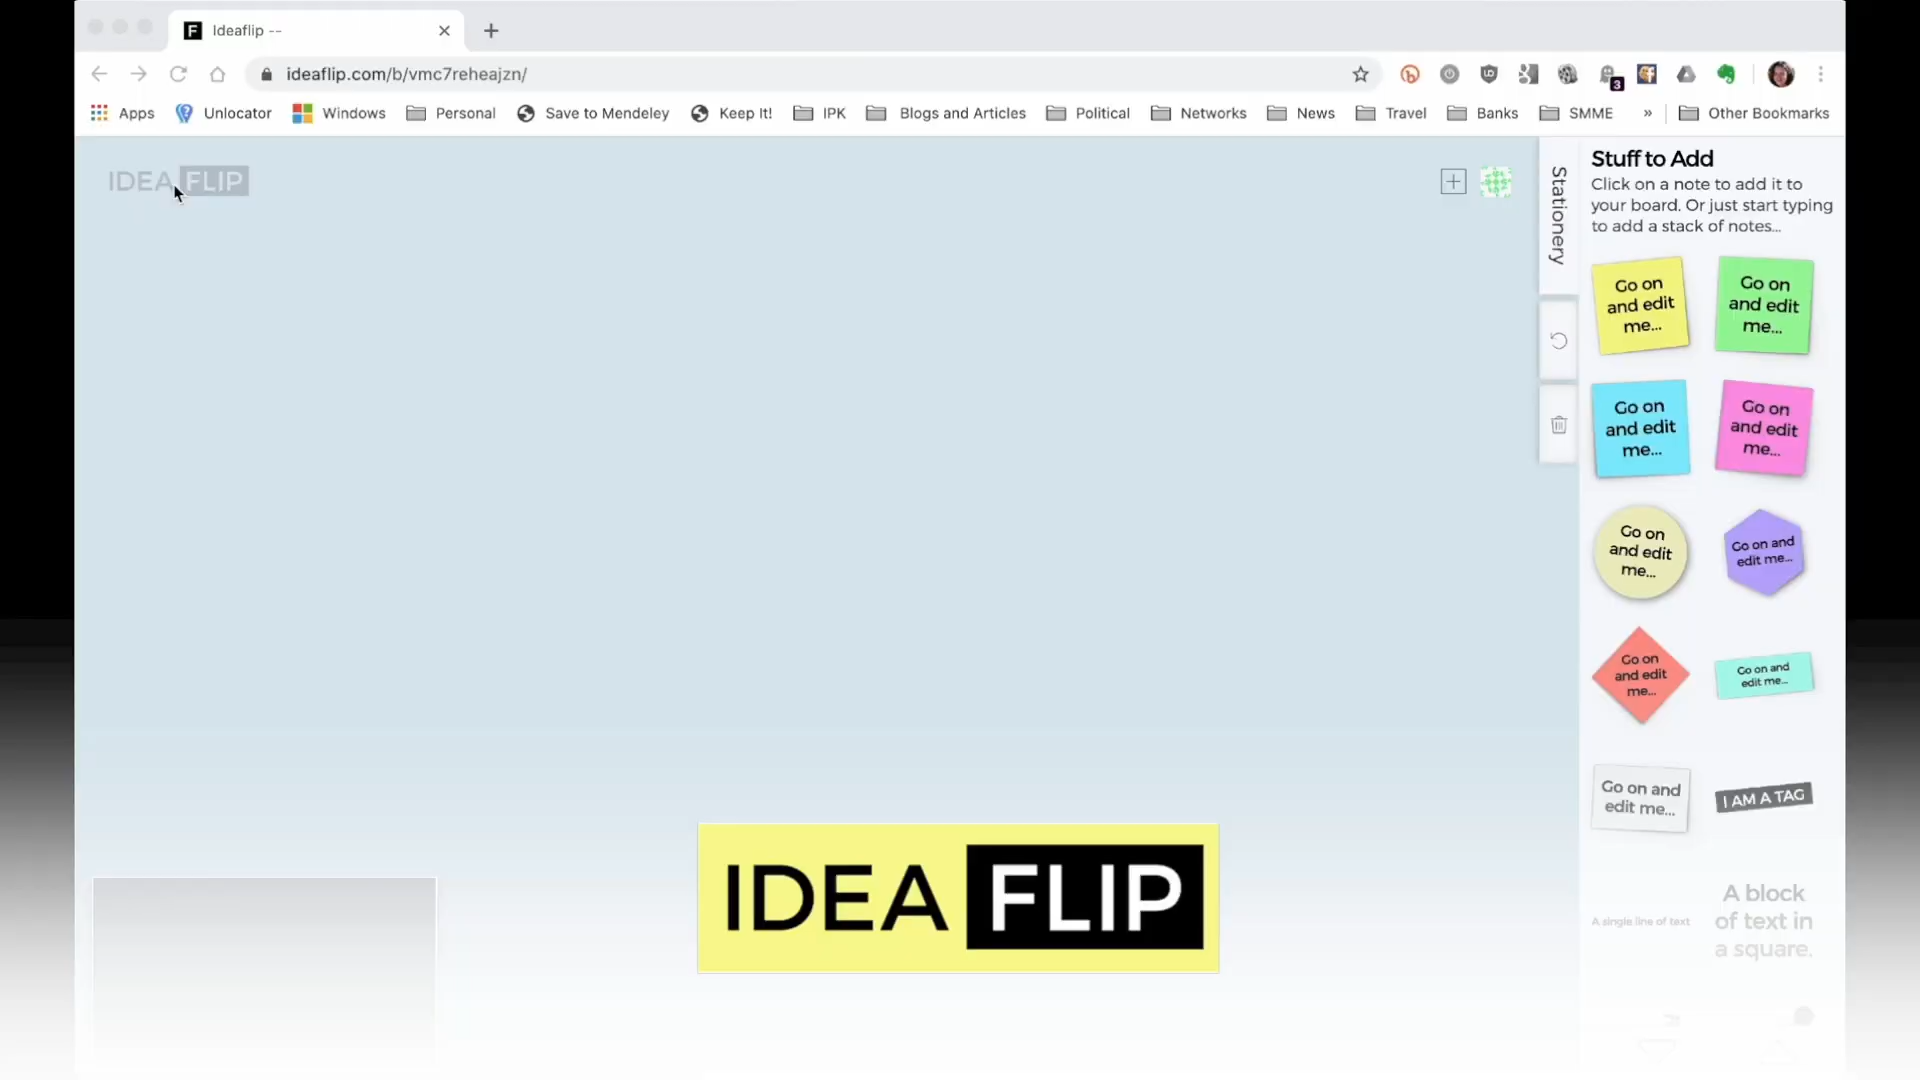 Ideaflip --
ideaflip.com/b/vmc7reheajzn/
3
Apps Unlocator Windows Personal Save to Mendeley Keep It! IPK Blogs and Articles Political Networks News Travel Banks SMME » Other Bookmarks
IDEA FLIP
Stationery
Stuff to Add
Click on a note to add it to
your board. Or just start typing
to add a stack of notes...
Go on
and edit
me...
Go on
and edit
me...
Go on
and edit
me...
Go on
and edit
me...
Go on
and edit
me...
Go on and
edit me...
Go on
and edit
me...
Go on and
edit me...
Go on and
edit me...
I AM A TAG
A single line of text
A block
of text in
a square.
IDEA FLIP